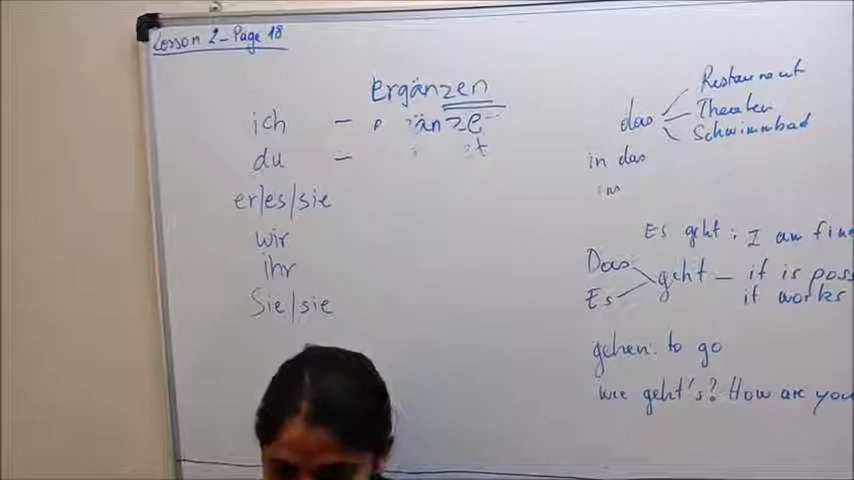 Lesson 2 - Page 18
ergänzen
ich -
du -
er/es/sie
wir
ihr
Sie/sie
das
Restaurant
Theater
Schwimmbad
in das
im
Es geht : I am fine
Das
Es
geht - it is poss
it works
gehen : to go
wie geht's? How are you